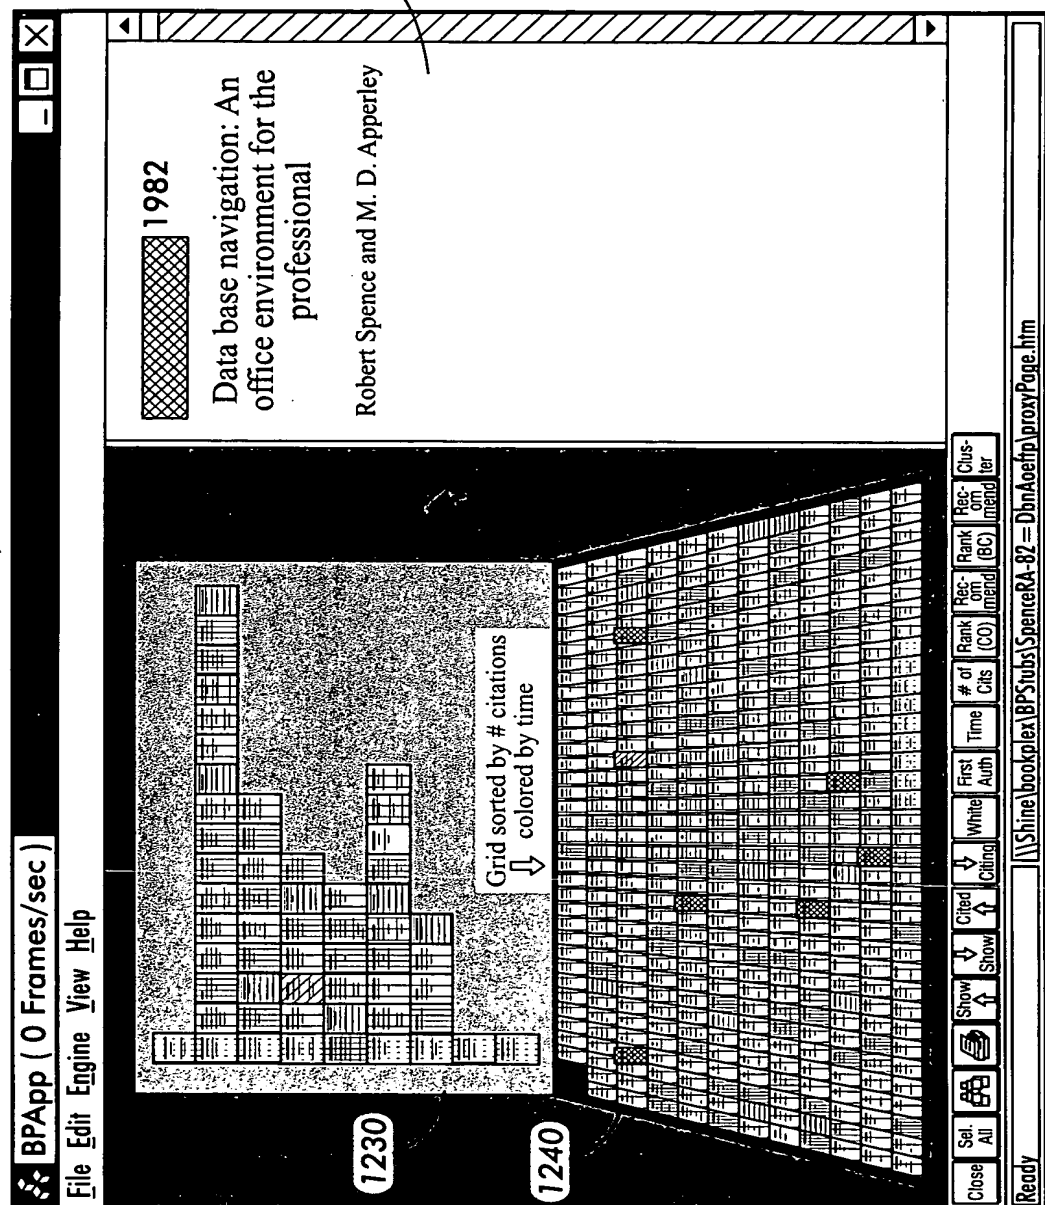 BPApp ( 0 Frames/sec )
File Edit Engine View Help
1230
1240
Grid sorted by # citations
colored by time
1982
Data base navigation: An
office environment for the
professional
Robert Spence and M. D. Apperley
Close
Sel.
All
Show
Show
Cited
Citing
White
First
Auth
Time
# of
Cits
Rank
(CO)
Rec-
om
mend
Rank
(BC)
Rec-
om
mend
Clus-
ter
Ready
\\Shine\bookplex\BPStubs\SpenceRA-82 = DbnAoeftp\proxyPage.htm